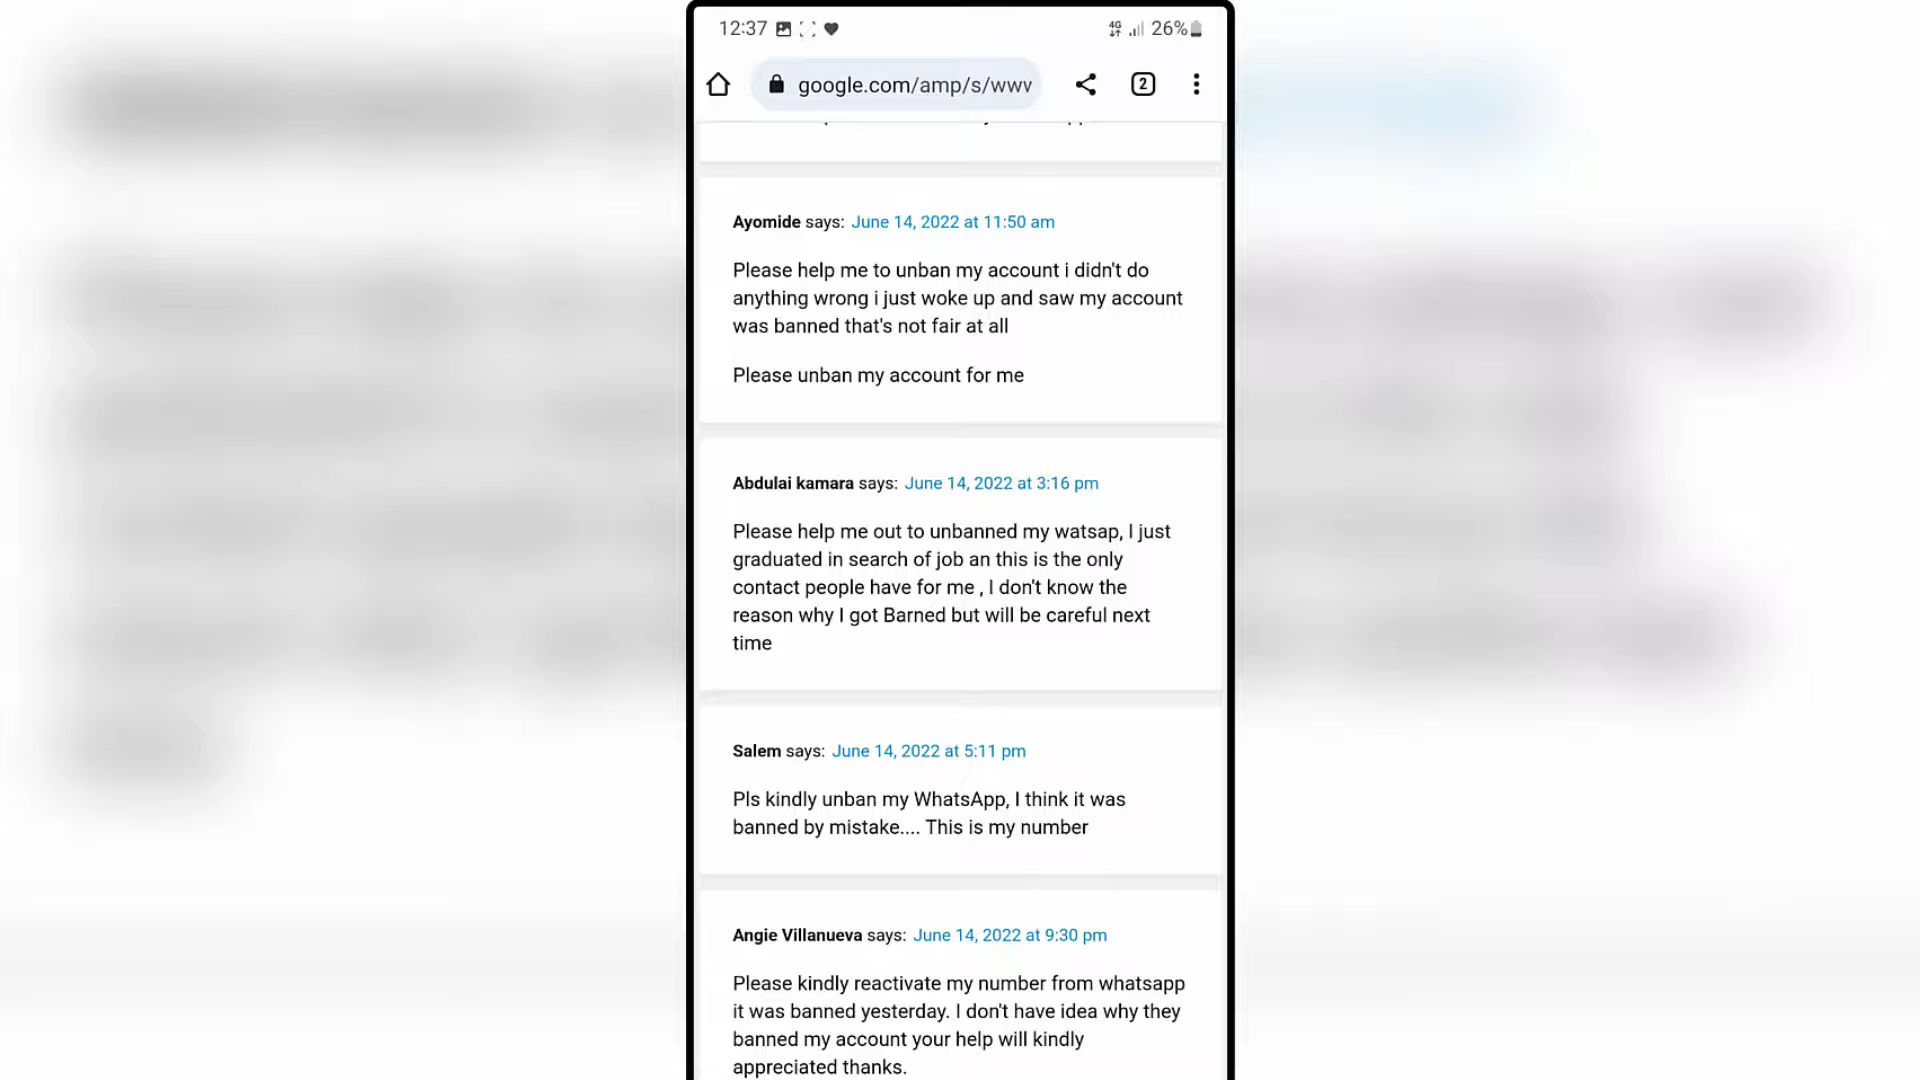 12:37
4G 26%
google.com/amp/s/wwv
2
Ayomide says: June 14, 2022 at 11:50 am
Please help me to unban my account i didn't do
anything wrong i just woke up and saw my account
was banned that's not fair at all
Please unban my account for me
Abdulai kamara says: June 14, 2022 at 3:16 pm
Please help me out to unbanned my watsap, I just
graduated in search of job an this is the only
contact people have for me , I don't know the
reason why I got Barned but will be careful next
time
Salem says: June 14, 2022 at 5:11 pm
Pls kindly unban my WhatsApp, I think it was
banned by mistake.... This is my number
Angie Villanueva says: June 14, 2022 at 9:30 pm
Please kindly reactivate my number from whatsapp
it was banned yesterday. I don't have idea why they
banned my account your help will kindly
appreciated thanks.